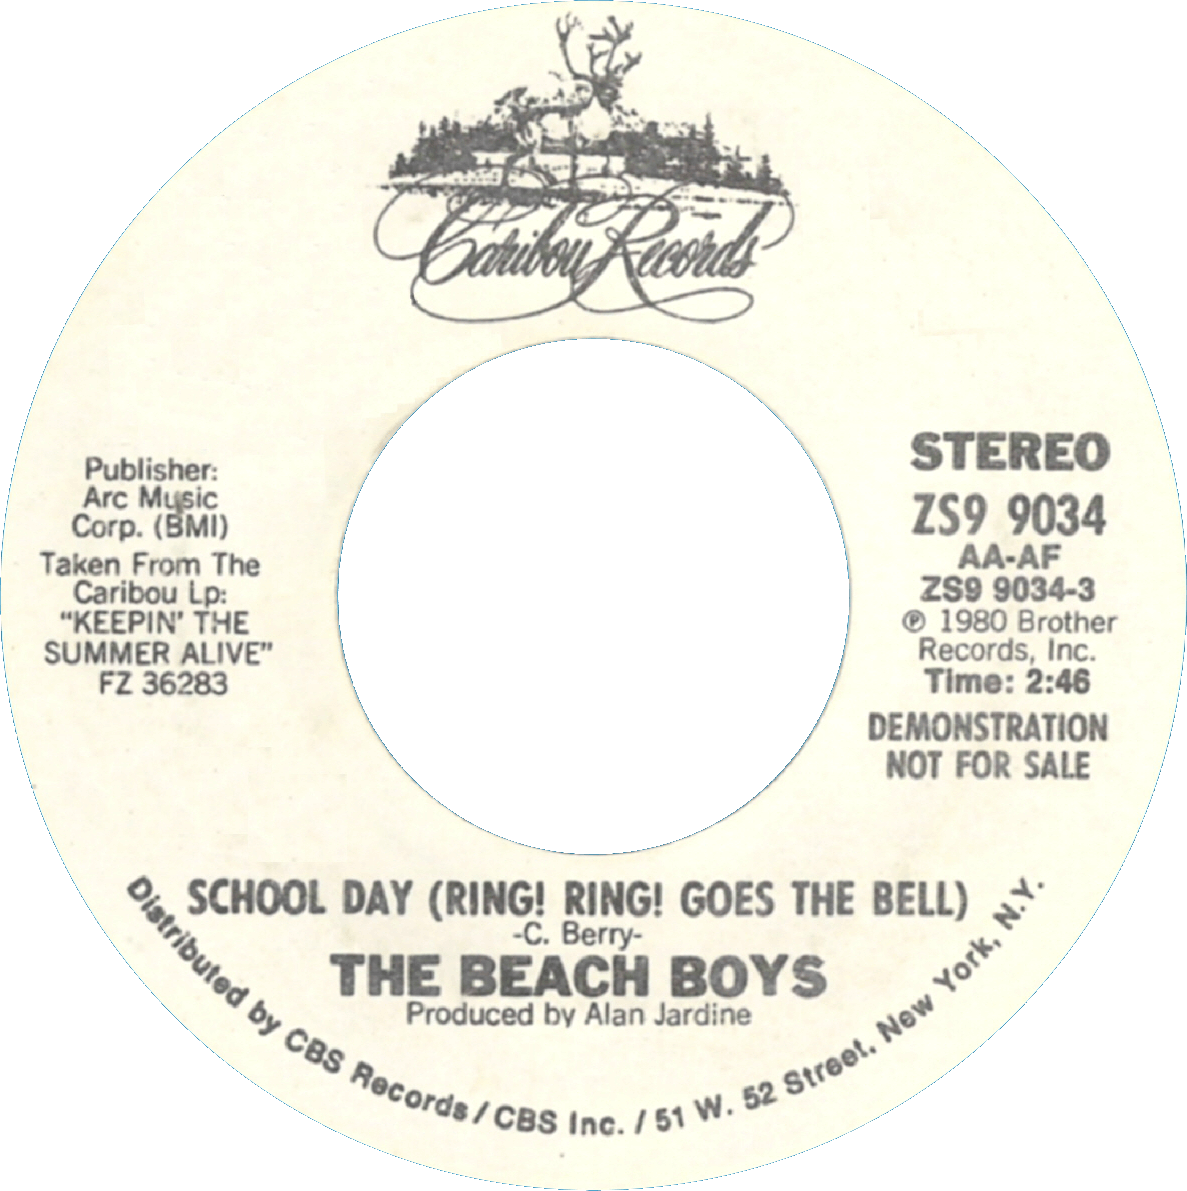 Caribou Records
Publisher:
Arc Music
Corp. (BMI)
Taken From The
Caribou Lp:
"KEEPIN' THE
SUMMER ALIVE"
FZ 36283
STEREO
ZS9 9034
AA-AF
ZS9 9034-3
℗ 1980 Brother
Records, Inc.
Time: 2:46
DEMONSTRATION
NOT FOR SALE
SCHOOL DAY (RING! RING! GOES THE BELL)
-C. Berry-
THE BEACH BOYS
Produced by Alan Jardine
Distributed by CBS Records / CBS Inc. / 51 W. 52 Street. New York, N.Y.